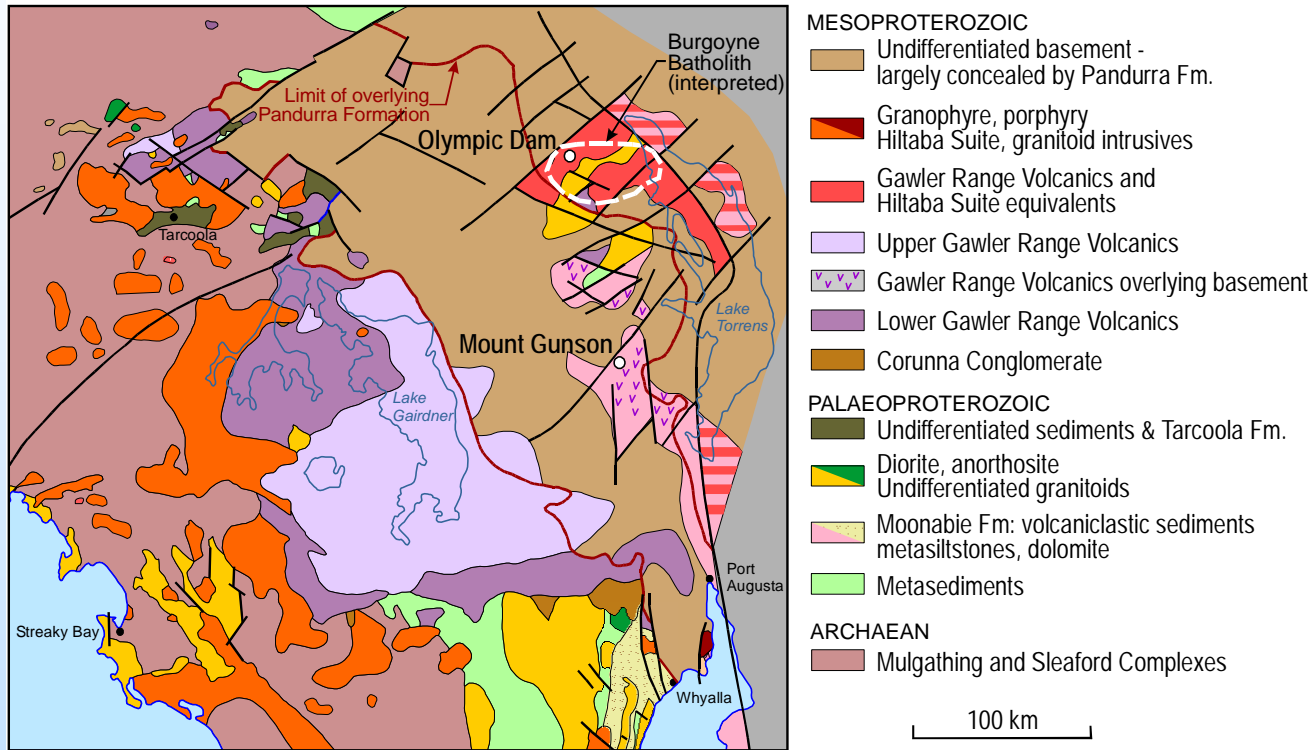 Burgoyne
Batholith
(interpreted)
Limit of overlying
Pandurra Formation
Olympic Dam
Tarcoola
Lake
Torrens
Mount Gunson
Lake
Gairdner
Port
Augusta
Streaky Bay
Whyalla
MESOPROTEROZOIC
Undifferentiated basement -
largely concealed by Pandurra Fm.
Granophyre, porphyry
Hiltaba Suite, granitoid intrusives
Gawler Range Volcanics and
Hiltaba Suite equivalents
Upper Gawler Range Volcanics
Gawler Range Volcanics overlying basement
Lower Gawler Range Volcanics
Corunna Conglomerate
PALAEOPROTEROZOIC
Undifferentiated sediments & Tarcoola Fm.
Diorite, anorthosite
Undifferentiated granitoids
Moonabie Fm: volcaniclastic sediments
metasiltstones, dolomite
Metasediments
ARCHAEAN
Mulgathing and Sleaford Complexes
100 km